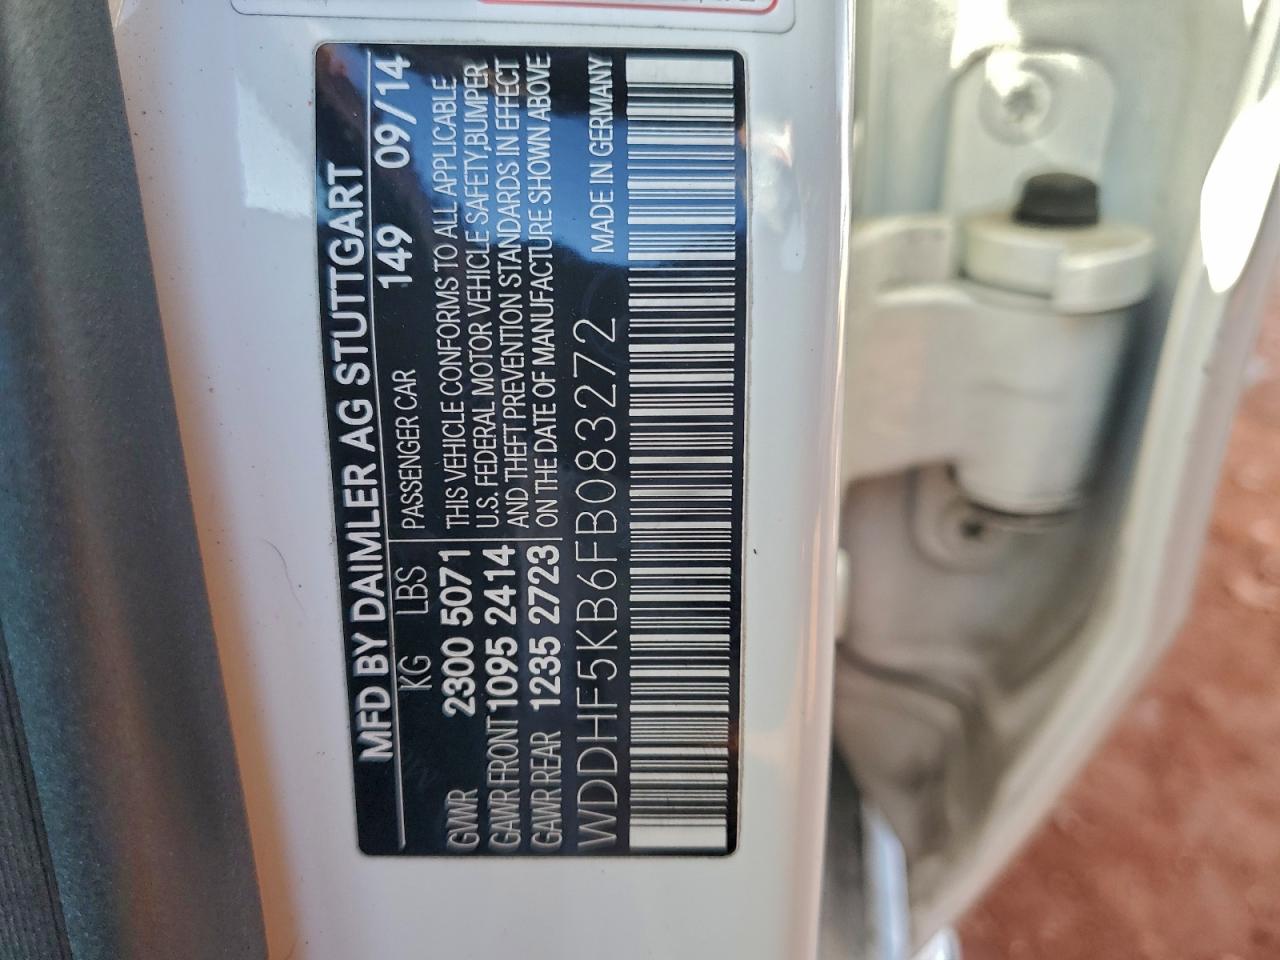 MFD BY DAIMLER AG STUTTGART
KG LBS PASSENGER CAR 149 09/14
GVWR 2300 5071 THIS VEHICLE CONFORMS TO ALL APPLICABLE
GAWR FRONT 1095 2414 U.S. FEDERAL MOTOR VEHICLE SAFETY,BUMPER
GAWR REAR 1235 2723 AND THEFT PREVENTION STANDARDS IN EFFECT
ON THE DATE OF MANUFACTURE SHOWN ABOVE
WDDHF5KB6FB083272 MADE IN GERMANY